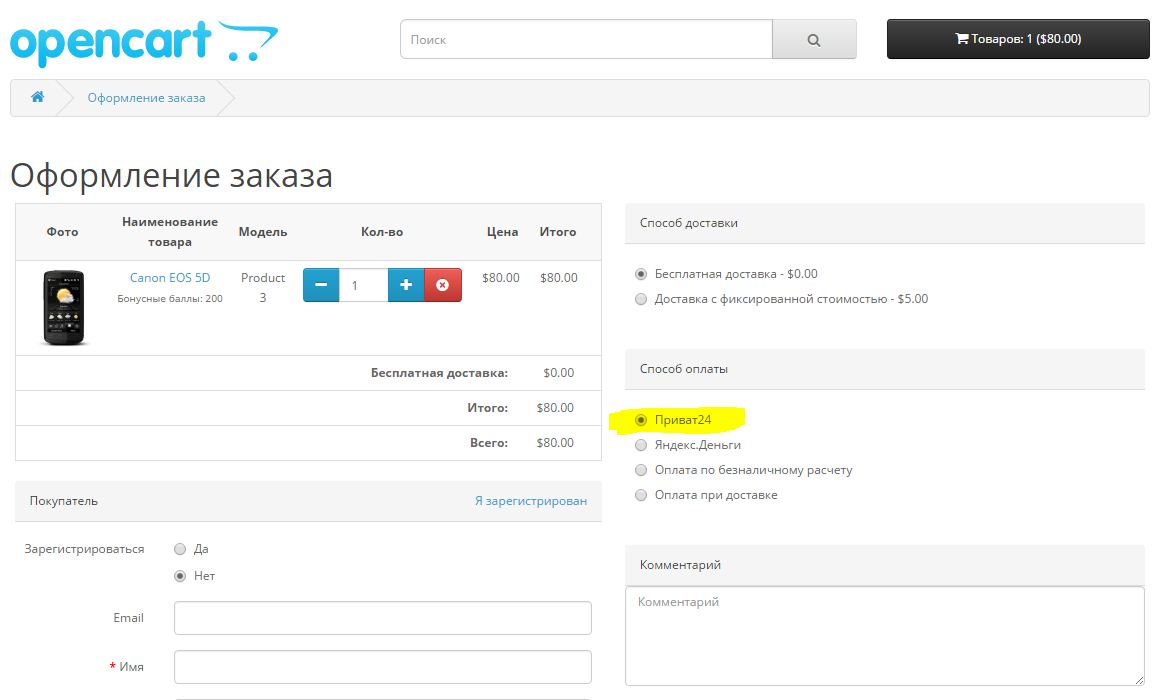 opencart
Поиск
Товаров: 1 ($80.00)
Оформление заказа
Оформление заказа
Фото
Наименование товара
Модель
Кол-во
Цена
Итого
Canon EOS 5D
Бонусные баллы: 200
Product 3
1
$80.00
$80.00
Бесплатная доставка: $0.00
Итого: $80.00
Всего: $80.00
Покупатель
Я зарегистрирован
Зарегистрироваться
Да
Нет
Email
* Имя
Способ доставки
Бесплатная доставка - $0.00
Доставка с фиксированной стоимостью - $5.00
Способ оплаты
Приват24
Яндекс.Деньги
Оплата по безналичному расчету
Оплата при доставке
Комментарий
Комментарий